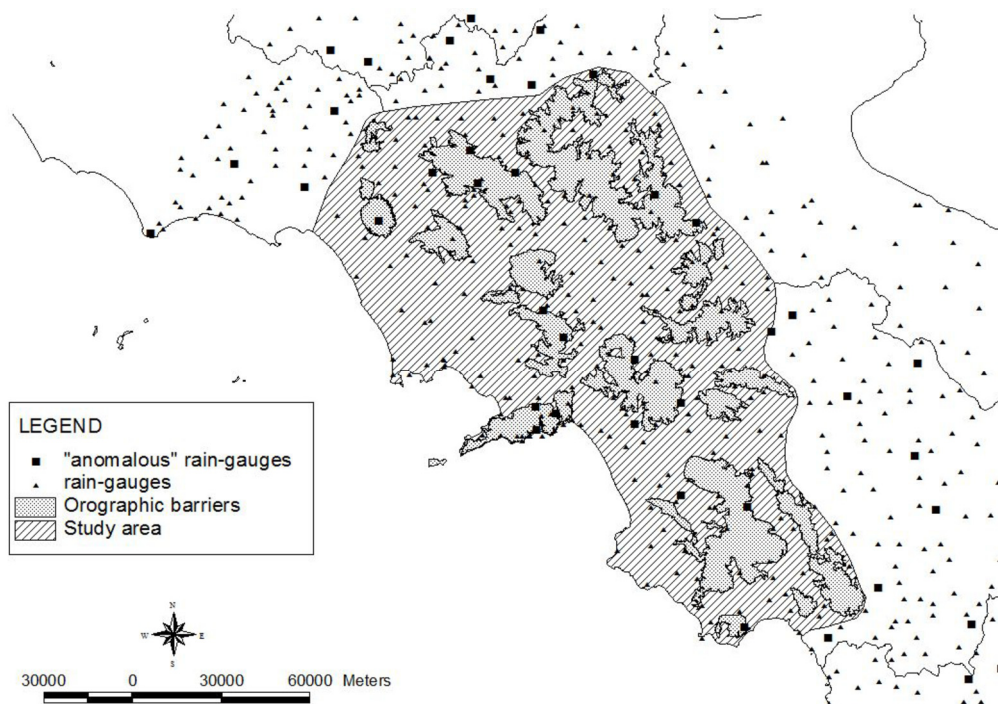 LEGEND
"anomalous" rain-gauges
rain-gauges
Orographic barriers
Study area
N
W E
S
30000 0 30000 60000 Meters